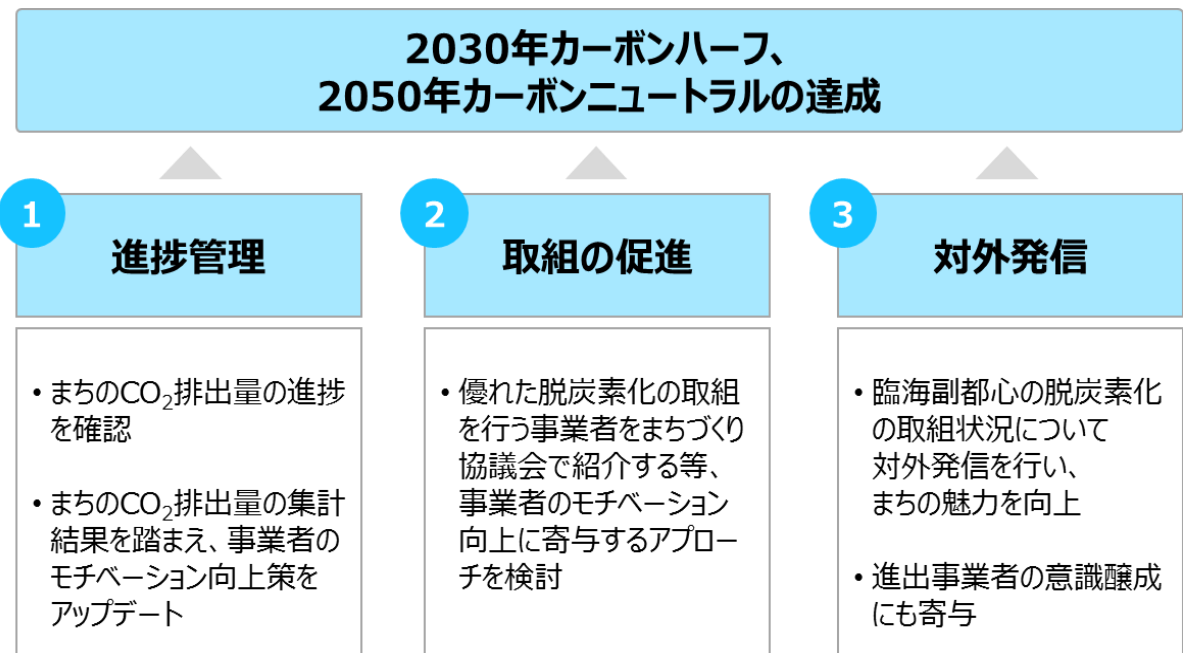 2030年カーボンハーフ、
2050年カーボンニュートラルの達成
1
進捗管理
• まちのCO₂排出量の進捗
を確認
• まちのCO₂排出量の集計
結果を踏まえ、事業者の
モチベーション向上策を
アップデート
2
取組の促進
• 優れた脱炭素化の取組
を行う事業者をまちづくり
協議会で紹介する等、
事業者のモチベーション
向上に寄与するアプロー
チを検討
3
対外発信
• 臨海副都心の脱炭素化
の取組状況について
対外発信を行い、
まちの魅力を向上
• 進出事業者の意識醸成
にも寄与